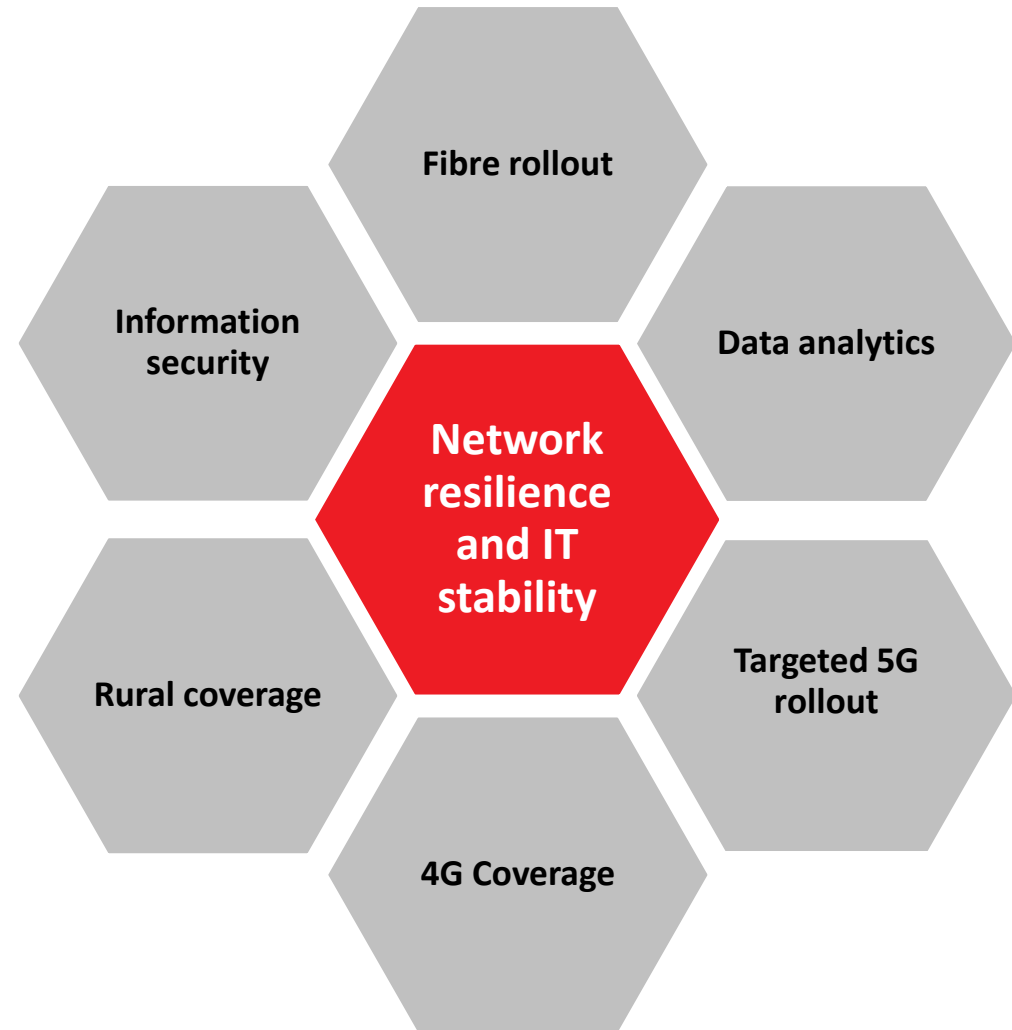 Fibre rollout
Information
security
Data analytics
Network
resilience
and IT
stability
Rural coverage
Targeted 5G
rollout
4G Coverage